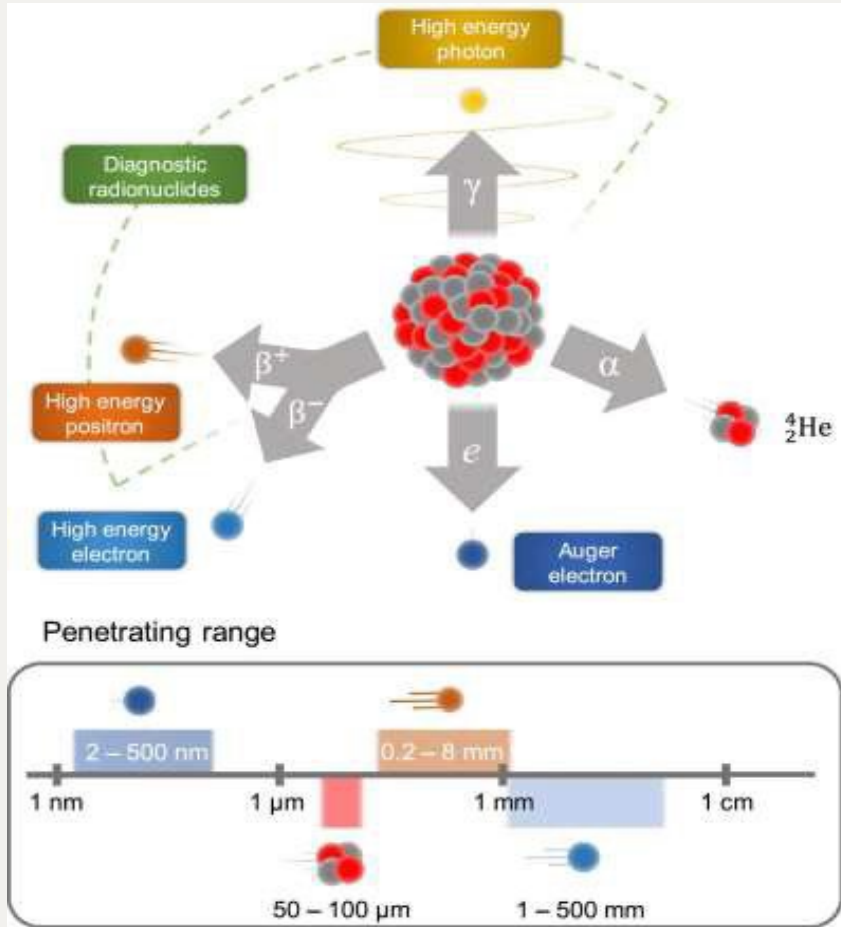 High energy
photon
Diagnostic
radionuclides
γ
β⁺
β⁻
α
e
High energy
positron
⁴₂He
High energy
electron
Auger
electron
Penetrating range
2 – 500 nm
0.2 – 8 mm
1 nm
1 µm
1 mm
1 cm
50 – 100 µm
1 – 500 mm